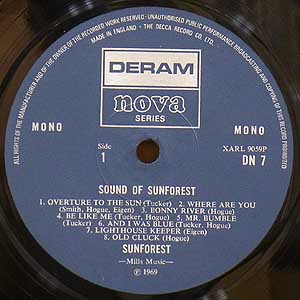 ALL RIGHTS OF THE MANUFACTURER AND OF THE OWNER OF THE RECORDED WORK RESERVED · UNAUTHORISED PUBLIC PERFORMANCE BROADCASTING AND COPYING OF THIS RECORD PROHIBITED
MADE IN ENGLAND · THE DECCA RECORD CO. LTD.
DERAM
nova
SERIES
MONO
MONO
Side
1
XARL 9059P
DN 7
SOUND OF SUNFOREST
1. OVERTURE TO THE SUN (Tucker) 2. WHERE ARE YOU
(Smith, Hogue, Eigen) 3. EONNY RIVER (Hogue)
4. BE LIKE ME (Tucker, Hogue) 5. MR. BUMBLE
(Tucker) 6. AND I WAS BLUE (Tucker, Hogue)
7. LIGHTHOUSE KEEPER (Eigen)
8. OLD CLUCK (Hogue)
SUNFOREST
—Mills Music—
℗ 1969